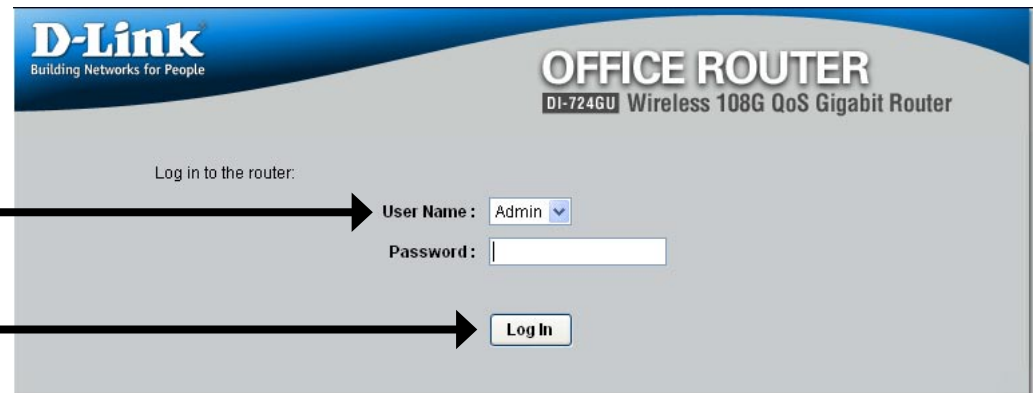 D-Link
Building Networks for People
OFFICE ROUTER
DI-724GU Wireless 108G QoS Gigabit Router
Log in to the router:
User Name : Admin
Password :
Log In